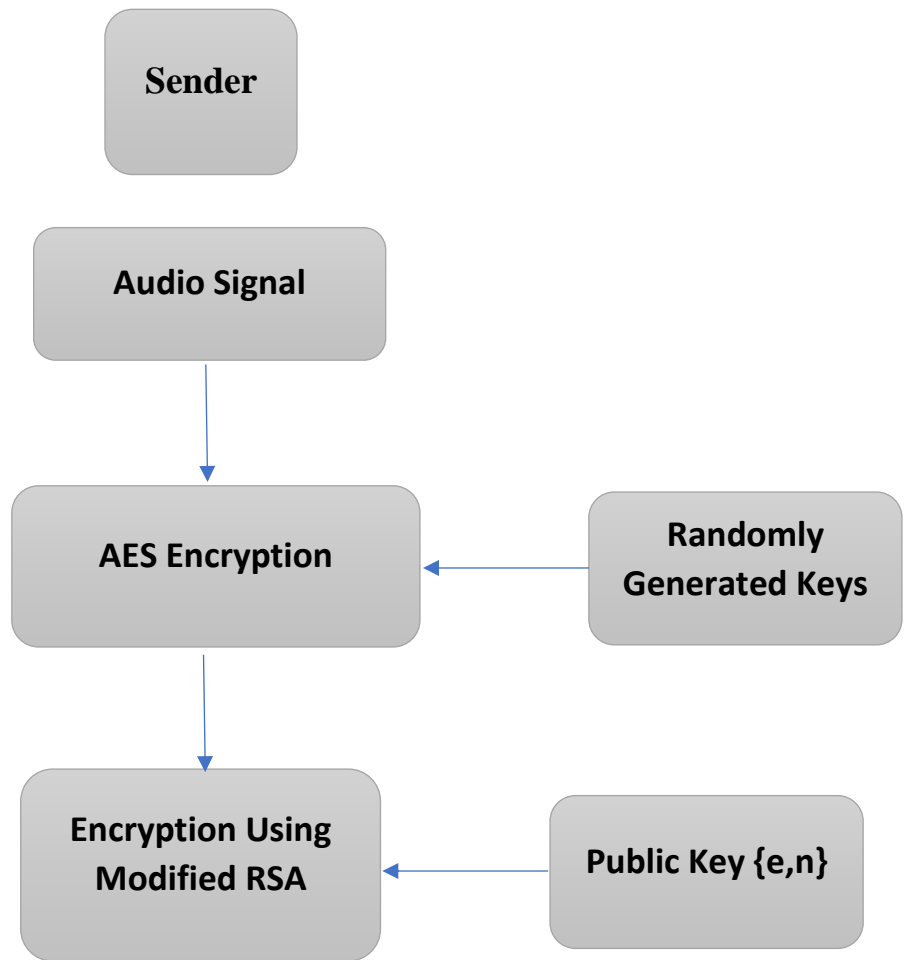 Sender
Audio Signal
AES Encryption
Randomly
Generated Keys
Encryption Using
Modified RSA
Public Key {e,n}